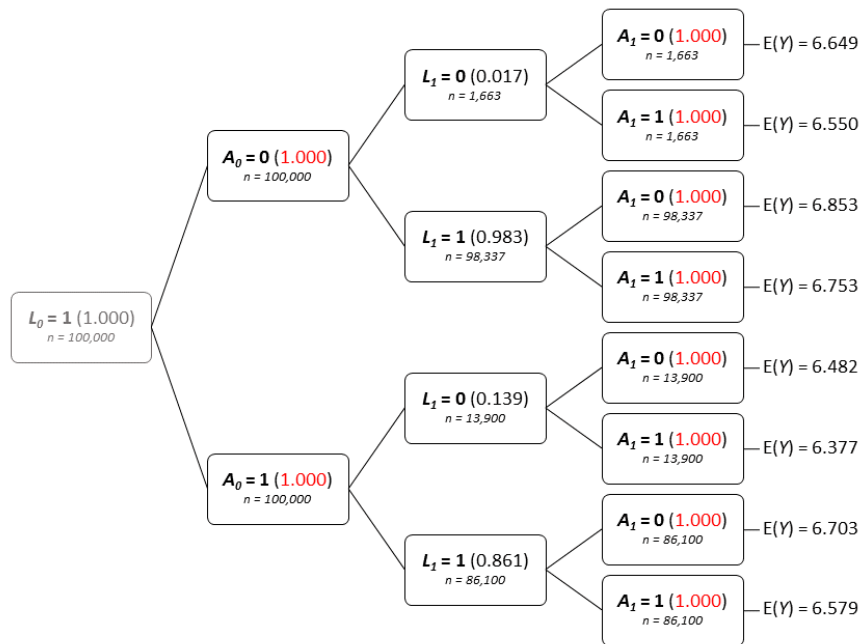 L₀ = 1 (1.000)
n = 100,000
A₀ = 0 (1.000)
n = 100,000
L₁ = 0 (0.017)
n = 1,663
A₁ = 0 (1.000)
n = 1,663
E(Y) = 6.649
A₁ = 1 (1.000)
n = 1,663
E(Y) = 6.550
L₁ = 1 (0.983)
n = 98,337
A₁ = 0 (1.000)
n = 98,337
E(Y) = 6.853
A₁ = 1 (1.000)
n = 98,337
E(Y) = 6.753
A₀ = 1 (1.000)
n = 100,000
L₁ = 0 (0.139)
n = 13,900
A₁ = 0 (1.000)
n = 13,900
E(Y) = 6.482
A₁ = 1 (1.000)
n = 13,900
E(Y) = 6.377
L₁ = 1 (0.861)
n = 86,100
A₁ = 0 (1.000)
n = 86,100
E(Y) = 6.703
A₁ = 1 (1.000)
n = 86,100
E(Y) = 6.579